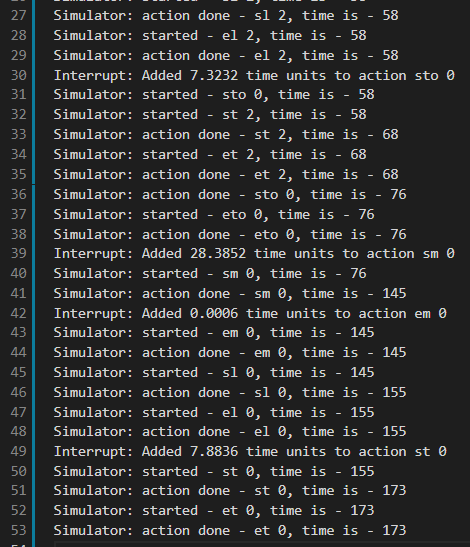 27 Simulator: action done - sl 2, time is - 58
28 Simulator: started - el 2, time is - 58
29 Simulator: action done - el 2, time is - 58
30 Interrupt: Added 7.3232 time units to action sto 0
31 Simulator: started - sto 0, time is - 58
32 Simulator: started - st 2, time is - 58
33 Simulator: action done - st 2, time is - 68
34 Simulator: started - et 2, time is - 68
35 Simulator: action done - et 2, time is - 68
36 Simulator: action done - sto 0, time is - 76
37 Simulator: started - eto 0, time is - 76
38 Simulator: action done - eto 0, time is - 76
39 Interrupt: Added 28.3852 time units to action sm 0
40 Simulator: started - sm 0, time is - 76
41 Simulator: action done - sm 0, time is - 145
42 Interrupt: Added 0.0006 time units to action em 0
43 Simulator: started - em 0, time is - 145
44 Simulator: action done - em 0, time is - 145
45 Simulator: started - sl 0, time is - 145
46 Simulator: action done - sl 0, time is - 155
47 Simulator: started - el 0, time is - 155
48 Simulator: action done - el 0, time is - 155
49 Interrupt: Added 7.8836 time units to action st 0
50 Simulator: started - st 0, time is - 155
51 Simulator: action done - st 0, time is - 173
52 Simulator: started - et 0, time is - 173
53 Simulator: action done - et 0, time is - 173